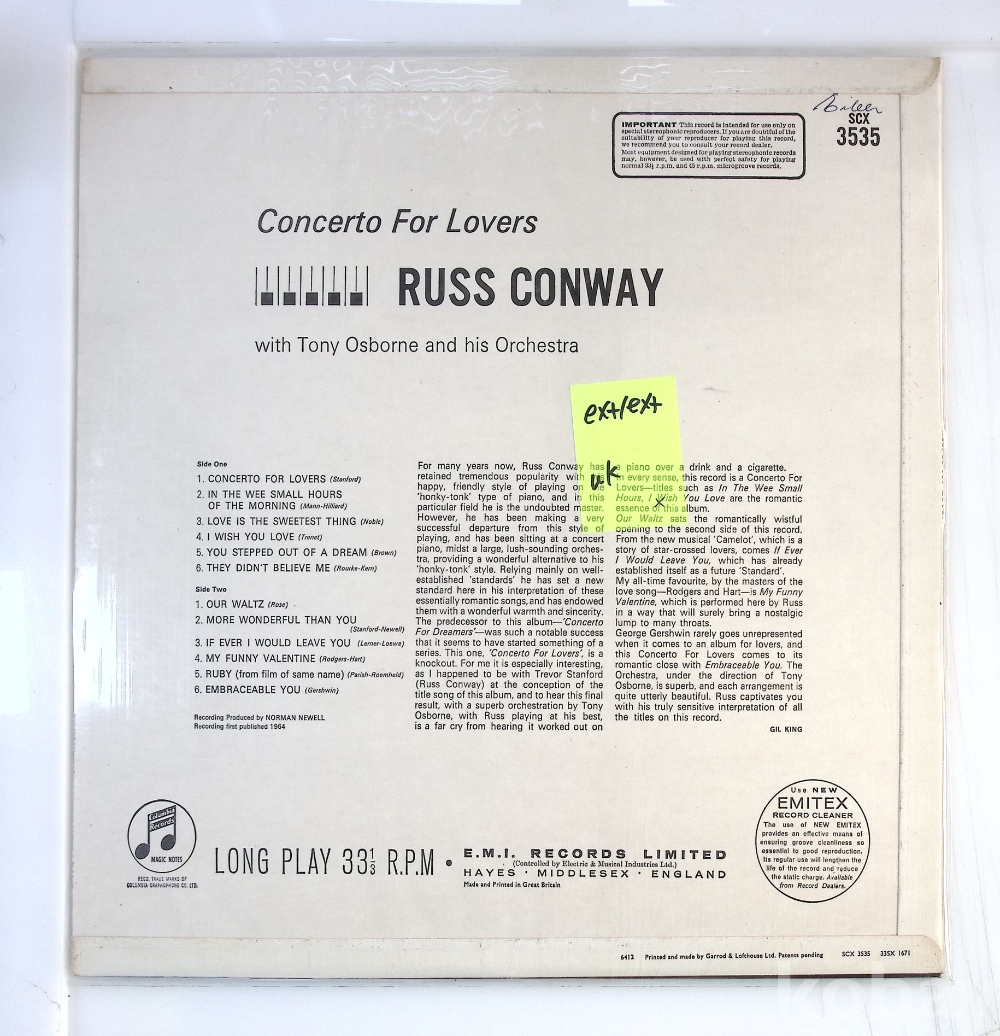 Eileen
SCX
3535
IMPORTANT This record is intended for use only on
special stereophonic reproducers. If you are doubtful of the
suitability of your reproducer for playing this record,
we recommend you to consult your record dealer.
Most equipment designed for playing stereophonic records
may, however, be used with perfect safety for playing
normal 33⅓ r.p.m. and 45 r.p.m. microgroove records.
Concerto For Lovers
RUSS CONWAY
with Tony Osborne and his Orchestra
ext/ext
uk
x
Side One
1. CONCERTO FOR LOVERS (Stanford)
2. IN THE WEE SMALL HOURS
OF THE MORNING (Mann-Hilliard)
3. LOVE IS THE SWEETEST THING (Noble)
4. I WISH YOU LOVE (Trenet)
5. YOU STEPPED OUT OF A DREAM (Brown)
6. THEY DIDN'T BELIEVE ME (Rourke-Kern)
Side Two
1. OUR WALTZ (Rose)
2. MORE WONDERFUL THAN YOU
(Stanford-Newell)
3. IF EVER I WOULD LEAVE YOU (Lerner-Loewe)
4. MY FUNNY VALENTINE (Rodgers-Hart)
5. RUBY (from film of same name) (Parish-Roemheld)
6. EMBRACEABLE YOU (Gershwin)
Recording Produced by NORMAN NEWELL
Recording first published 1964
For many years now, Russ Conway has
retained tremendous popularity with
happy, friendly style of playing on
'honky-tonk' type of piano, and in this
particular field he is the undoubted master.
However, he has been making a very
successful departure from this style of
playing, and has been sitting at a concert
piano, midst a large, lush-sounding orches-
tra, providing a wonderful alternative to his
'honky-tonk' style. Relying mainly on well-
established 'standards' he has set a new
standard here in his interpretation of these
essentially romantic songs, and has endowed
them with a wonderful warmth and sincerity.
The predecessor to this album—'Concerto
For Dreamers'—was such a notable success
that it seems to have started something of a
series. This one, 'Concerto For Lovers', is a
knockout. For me it is especially interesting,
as I happened to be with Trevor Stanford
(Russ Conway) at the conception of the
title song of this album, and to hear this final
result, with a superb orchestration by Tony
Osborne, with Russ playing at his best,
is a far cry from hearing it worked out on
a piano over a drink and a cigarette.
In every sense, this record is a Concerto For
Lovers—titles such as In The Wee Small
Hours, I Wish You Love are the romantic
essence of this album.
Our Waltz sets the romantically wistful
opening to the second side of this record.
From the new musical 'Camelot', which is a
story of star-crossed lovers, comes If Ever
I Would Leave You, which has already
established itself as a future 'Standard'.
My all-time favourite, by the masters of the
love song—Rodgers and Hart—is My Funny
Valentine, which is performed here by Russ
in a way that will surely bring a nostalgic
lump to many throats.
George Gershwin rarely goes unrepresented
when it comes to an album for lovers, and
this Concerto For Lovers comes to its
romantic close with Embraceable You. The
Orchestra, under the direction of Tony
Osborne, is superb, and each arrangement is
quite utterly beautiful. Russ captivates you
with his truly sensitive interpretation of all
the titles on this record.
GIL KING
Columbia
Records
MAGIC NOTES
REGD. TRADE MARKS OF
COLUMBIA GRAPHOPHONE CO. LTD.
LONG PLAY 33⅓ R.P.M •
E.M.I. RECORDS LIMITED
(Controlled by Electric & Musical Industries Ltd.)
HAYES · MIDDLESEX · ENGLAND
Made and Printed in Great Britain
Use NEW
EMITEX
RECORD CLEANER
The use of NEW EMITEX
provides an effective means of
ensuring groove cleanliness so
essential to good reproduction.
Its regular use will lengthen the
life of the record and reduce
the static charge. Available
from Record Dealers.
6412 Printed and made by Garrod & Lofthouse Ltd. Patents pending SCX 3535 33SX 1671